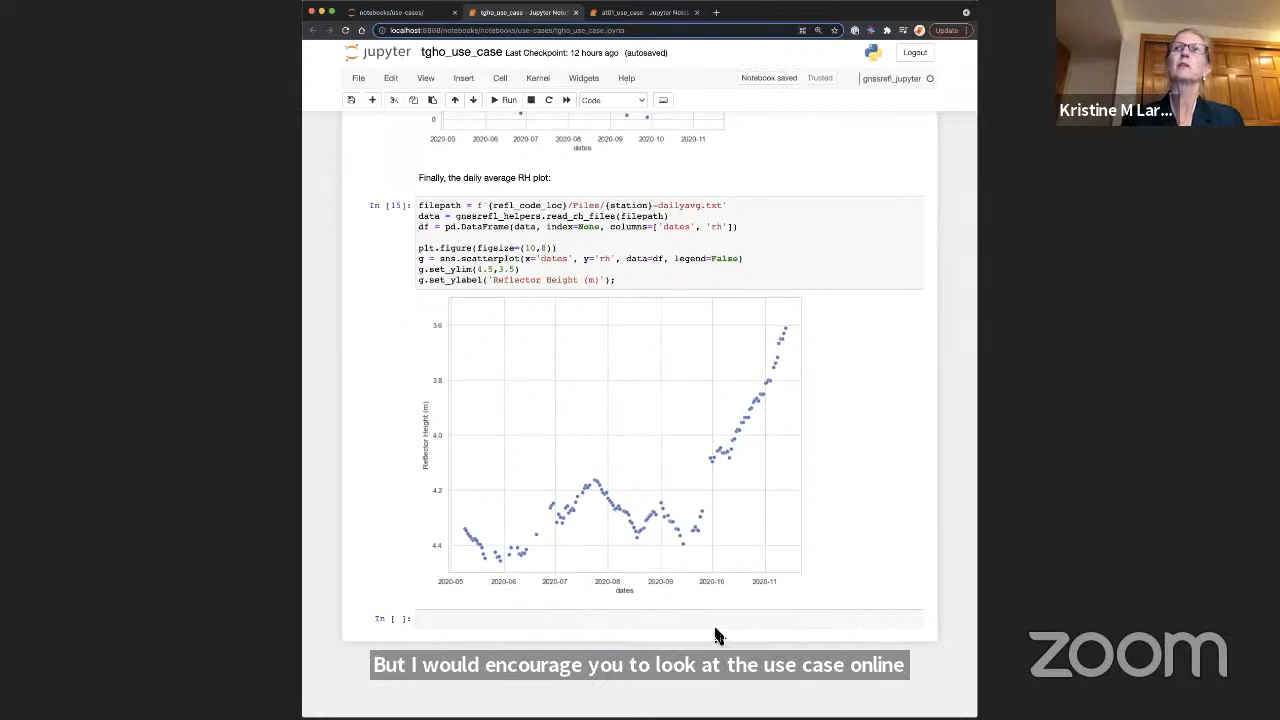 notebooks/use-cases/
tgho_use_case - Jupyter Note
at01_use_case - Jupyter Note
localhost:8888/notebooks/notebooks/use-cases/tgho_use_case.ipynb
Update
jupyter tgho_use_case Last Checkpoint: 12 hours ago (autosaved)
Logout
File Edit View Insert Cell Kernel Widgets Help
Notebook saved Trusted gnssrefl_jupyter
Run Code
0
2020-05 2020-06 2020-07 2020-08 2020-09 2020-10 2020-11
dates
Finally, the daily average RH plot:
In [15]: filepath = f'{refl_code_loc}/Files/{station}-dailyavg.txt'
data = gnssrefl_helpers.read_rh_files(filepath)
df = pd.DataFrame(data, index=None, columns=['dates', 'rh'])
plt.figure(figsize=(10,8))
g = sns.scatterplot(x='dates', y='rh', data=df, legend=False)
g.set_ylim(4.5,3.5)
g.set_ylabel('Reflector Height (m)');
3.6
3.8
4.0
4.2
4.4
Reflector Height (m)
2020-05 2020-06 2020-07 2020-08 2020-09 2020-10 2020-11
dates
In [ ]:
But I would encourage you to look at the use case online
Kristine M Lar...
zoom